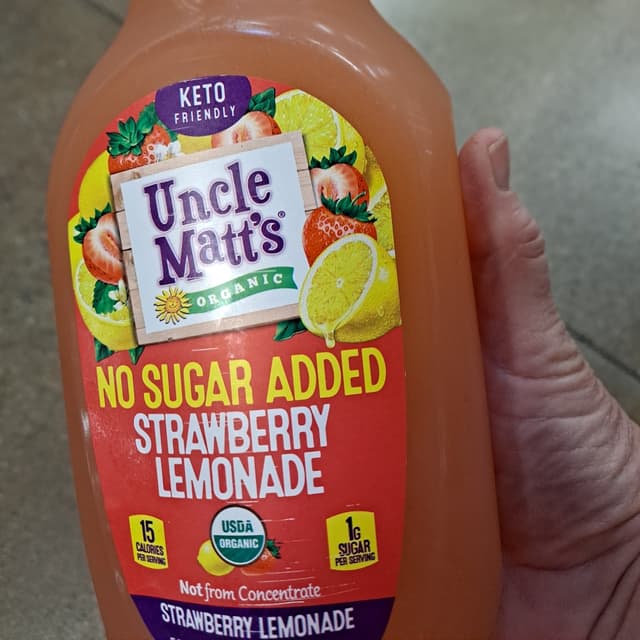 KETO
FRIENDLY
Uncle
Matt's®
ORGANIC
NO SUGAR ADDED
STRAWBERRY
LEMONADE
15
CALORIES
PER SERVING
USDA
ORGANIC
1G
SUGAR
PER SERVING
Not from Concentrate
STRAWBERRY LEMONADE